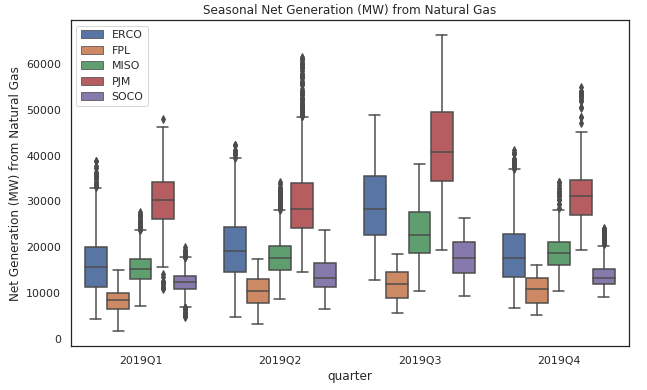 Seasonal Net Generation (MW) from Natural Gas
ERCO
FPL
MISO
PJM
SOCO
Net Generation (MW) from Natural Gas
60000
50000
40000
30000
20000
10000
0
2019Q1 2019Q2 2019Q3 2019Q4
quarter